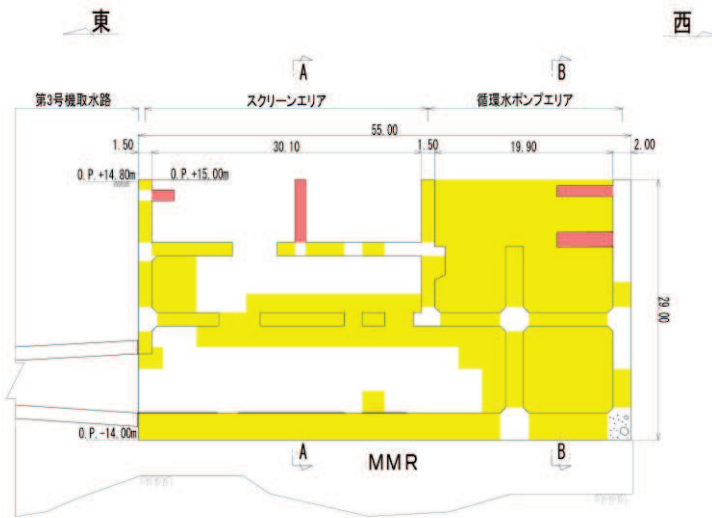 東
西
A
B
第3号機取水路
スクリーンエリア
循環水ポンプエリア
55.00
1.50
30.10
1.50
19.90
2.00
O.P.+14.80m
O.P.+15.00m
29.00
O.P.-14.00m
A
B
MMR